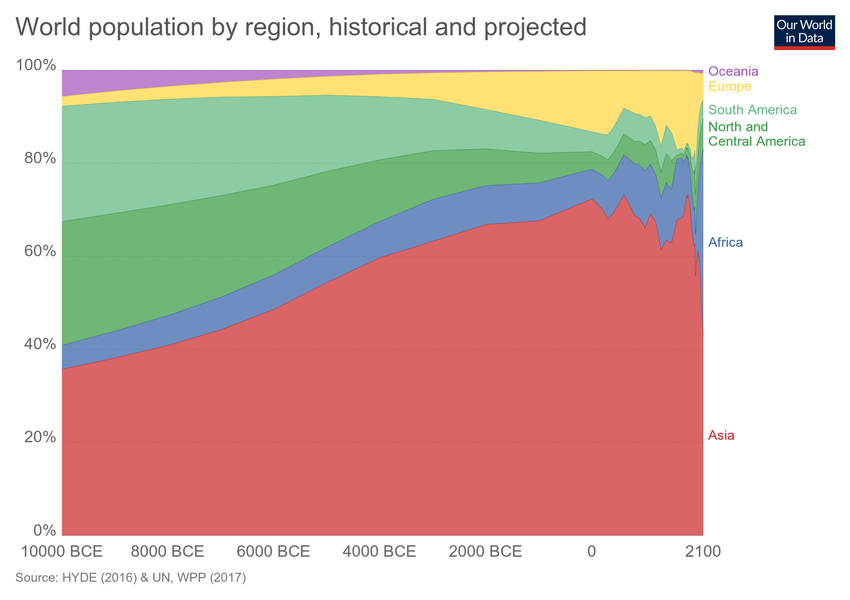 World population by region, historical and projected
Our World
in Data
100%
80%
60%
40%
20%
0%
Oceania
Europe
South America
North and
Central America
Africa
Asia
10000 BCE
8000 BCE
6000 BCE
4000 BCE
2000 BCE
0
2100
Source: HYDE (2016) & UN, WPP (2017)